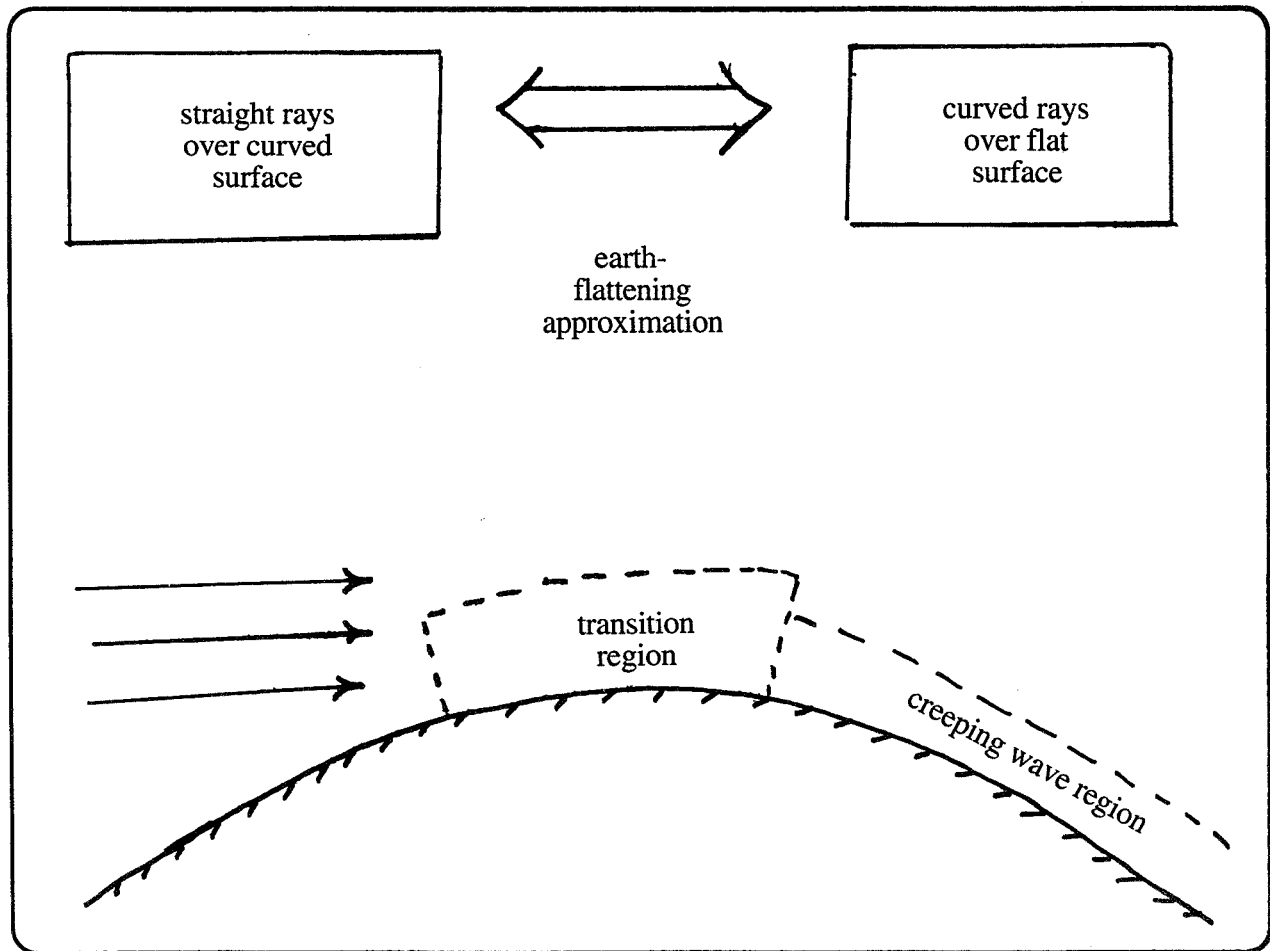 straight rays
over curved
surface
curved rays
over flat
surface
earth-
flattening
approximation
transition
region
creeping wave region